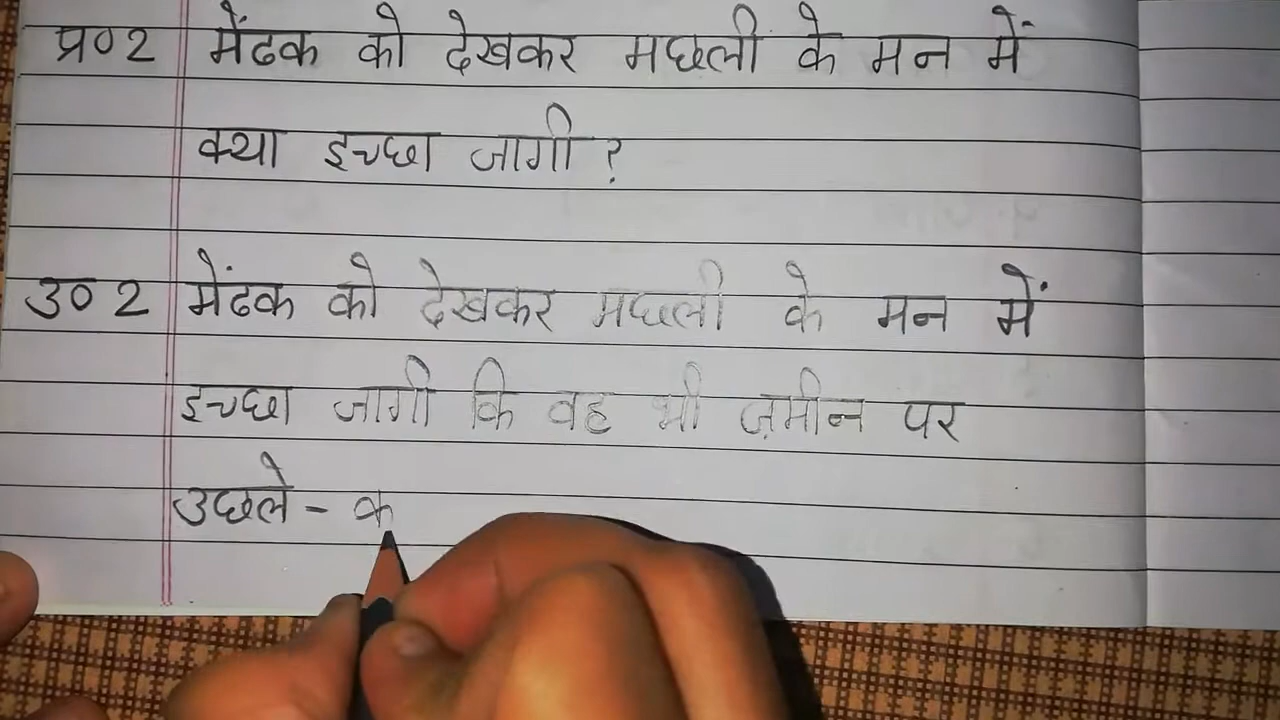 प्र०2 मेंढक को देखकर मछली के मन में
क्या इच्छा जागी?
उ०2 मेंढक को देखकर मछली के मन में
इच्छा जागी कि वह भी ज़मीन पर
उछले - क